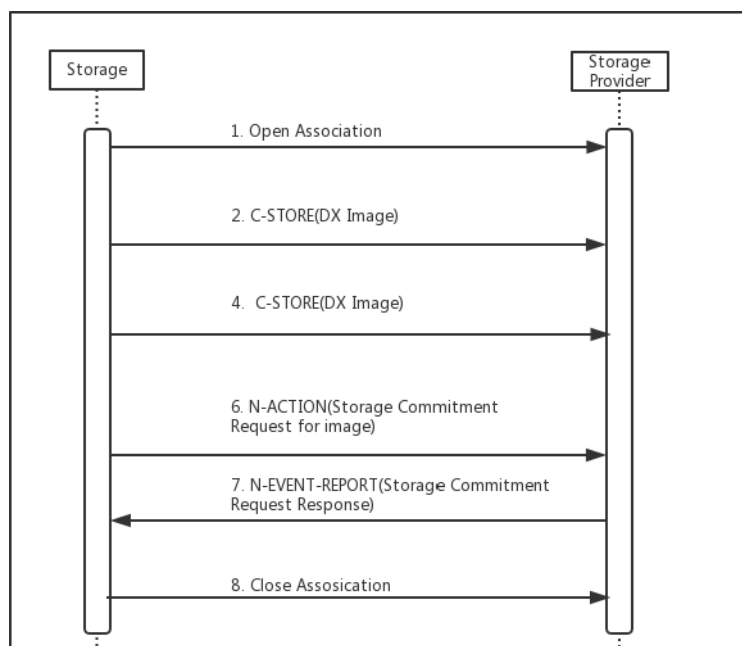 Storage
Storage
Provider
1. Open Association
2. C-STORE(DX Image)
4.  C-STORE(DX Image)
6. N-ACTION(Storage Commitment
Request for image)
7. N-EVENT-REPORT(Storage Commitment
Request Response)
8. Close Assosication